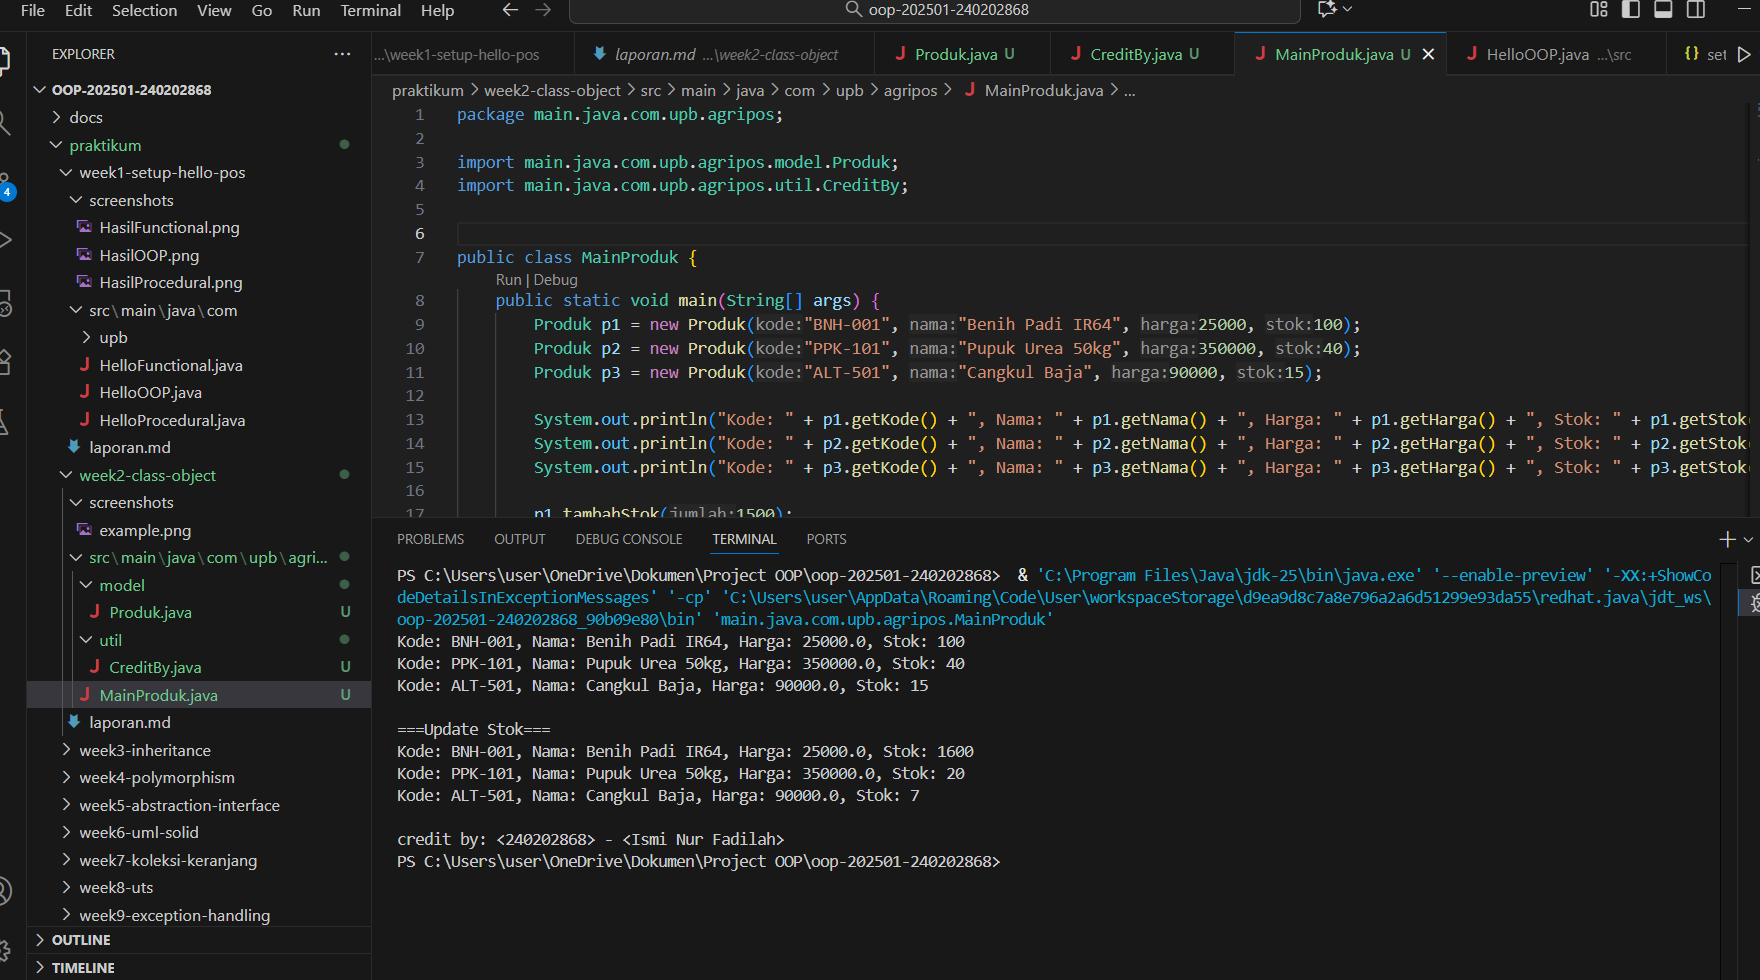 File Edit Selection View Go Run Terminal Help
oop-202501-240202868
EXPLORER
OOP-202501-240202868
docs
praktikum
week1-setup-hello-pos
screenshots
HasilFunctional.png
HasilOOP.png
HasilProcedural.png
src\main\java\com
upb
HelloFunctional.java
HelloOOP.java
HelloProcedural.java
laporan.md
week2-class-object
screenshots
example.png
src\main\java\com\upb\agri...
model
Produk.java U
util
CreditBy.java U
MainProduk.java U
laporan.md
week3-inheritance
week4-polymorphism
week5-abstraction-interface
week6-uml-solid
week7-koleksi-keranjang
week8-uts
week9-exception-handling
OUTLINE
TIMELINE
4
...\week1-setup-hello-pos laporan.md ...\week2-class-object Produk.java U CreditBy.java U MainProduk.java U HelloOOP.java ...\src {} set
praktikum > week2-class-object > src > main > java > com > upb > agripos > MainProduk.java > ...
1 package main.java.com.upb.agripos;
2
3 import main.java.com.upb.agripos.model.Produk;
4 import main.java.com.upb.agripos.util.CreditBy;
5
6
7 public class MainProduk {
Run | Debug
8 public static void main(String[] args) {
9 Produk p1 = new Produk(kode:"BNH-001", nama:"Benih Padi IR64", harga:25000, stok:100);
10 Produk p2 = new Produk(kode:"PPK-101", nama:"Pupuk Urea 50kg", harga:350000, stok:40);
11 Produk p3 = new Produk(kode:"ALT-501", nama:"Cangkul Baja", harga:90000, stok:15);
12
13 System.out.println("Kode: " + p1.getKode() + ", Nama: " + p1.getNama() + ", Harga: " + p1.getHarga() + ", Stok: " + p1.getStok
14 System.out.println("Kode: " + p2.getKode() + ", Nama: " + p2.getNama() + ", Harga: " + p2.getHarga() + ", Stok: " + p2.getStok
15 System.out.println("Kode: " + p3.getKode() + ", Nama: " + p3.getNama() + ", Harga: " + p3.getHarga() + ", Stok: " + p3.getStok
16
17 p1.tambahStok(jumlah:1500);
PROBLEMS OUTPUT DEBUG CONSOLE TERMINAL PORTS
PS C:\Users\user\OneDrive\Dokumen\Project OOP\oop-202501-240202868> & 'C:\Program Files\Java\jdk-25\bin\java.exe' '--enable-preview' '-XX:+ShowCo
deDetailsInExceptionMessages' '-cp' 'C:\Users\user\AppData\Roaming\Code\User\workspaceStorage\d9ea9d8c7a8e796a2a6d51299e93da55\redhat.java\jdt_ws\
oop-202501-240202868_90b09e80\bin' 'main.java.com.upb.agripos.MainProduk'
Kode: BNH-001, Nama: Benih Padi IR64, Harga: 25000.0, Stok: 100
Kode: PPK-101, Nama: Pupuk Urea 50kg, Harga: 350000.0, Stok: 40
Kode: ALT-501, Nama: Cangkul Baja, Harga: 90000.0, Stok: 15
===Update Stok===
Kode: BNH-001, Nama: Benih Padi IR64, Harga: 25000.0, Stok: 1600
Kode: PPK-101, Nama: Pupuk Urea 50kg, Harga: 350000.0, Stok: 20
Kode: ALT-501, Nama: Cangkul Baja, Harga: 90000.0, Stok: 7
credit by: <240202868> - <Ismi Nur Fadilah>
PS C:\Users\user\OneDrive\Dokumen\Project OOP\oop-202501-240202868>